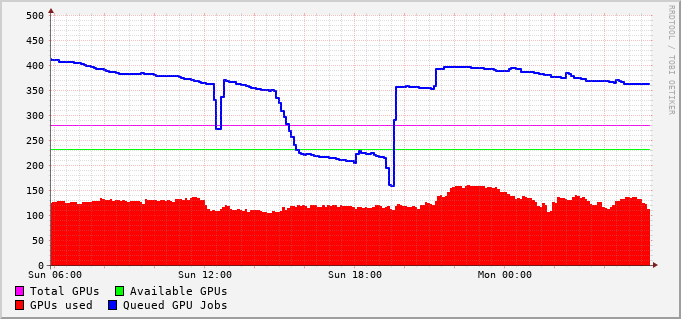 500
450
400
350
300
250
200
150
100
50
0
Sun 06:00 Sun 12:00 Sun 18:00 Mon 00:00
Total GPUs Available GPUs
GPUs used Queued GPU Jobs
RRDTOOL / TOBI OETIKER